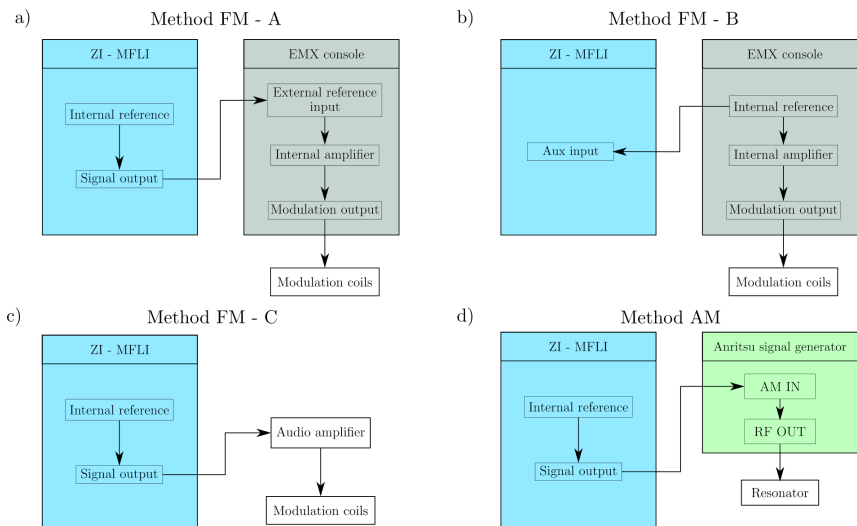 a)
Method FM - A
ZI - MFLI
EMX console
Internal reference
External reference
input
Internal amplifier
Signal output
Modulation output
Modulation coils
b)
Method FM - B
ZI - MFLI
EMX console
Internal reference
Aux input
Internal amplifier
Modulation output
Modulation coils
c)
Method FM - C
ZI - MFLI
Internal reference
Audio amplifier
Signal output
Modulation coils
d)
Method AM
ZI - MFLI
Anritsu signal generator
AM IN
Internal reference
RF OUT
Signal output
Resonator